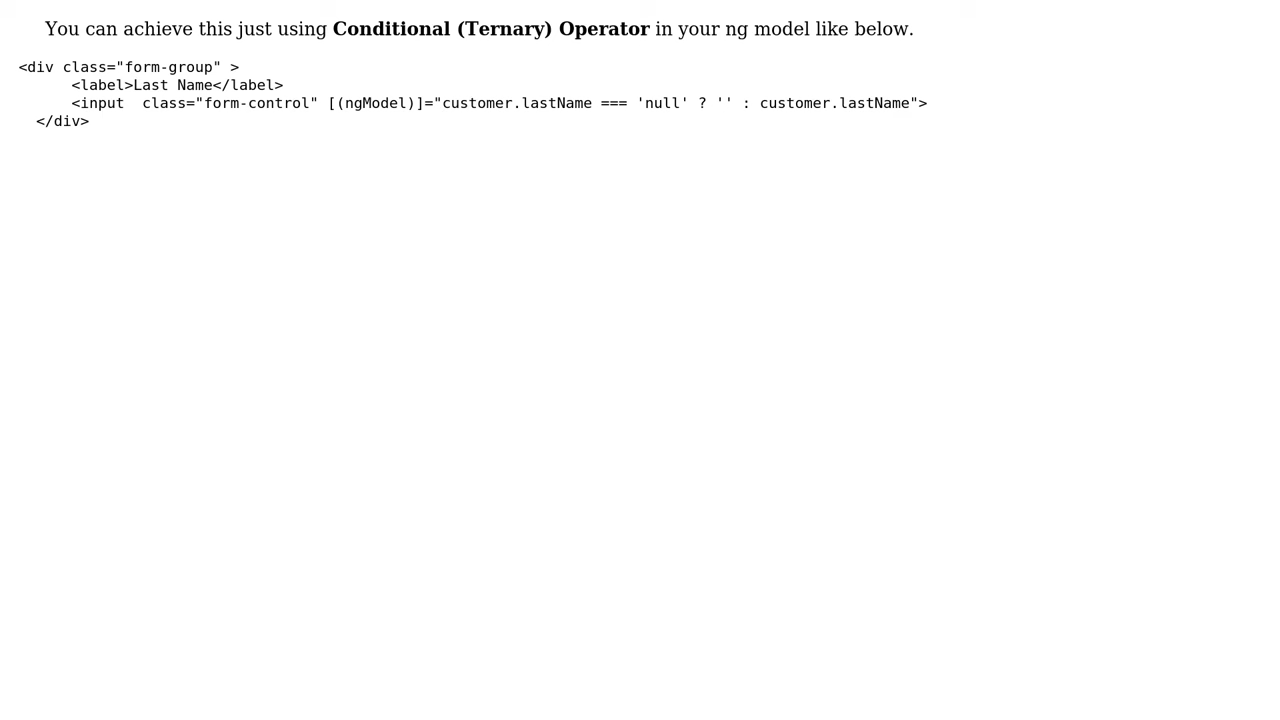 You can achieve this just using Conditional (Ternary) Operator in your ng model like below.
<div class="form-group" >
      <label>Last Name</label>
      <input  class="form-control" [(ngModel)]="customer.lastName === 'null' ? '' : customer.lastName">
  </div>